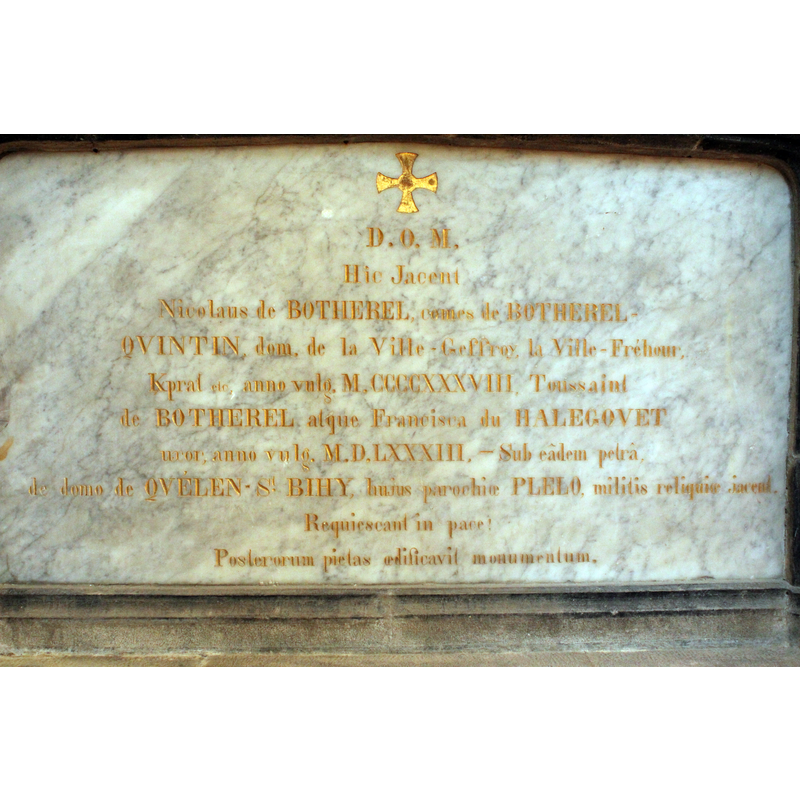 D. O. M.
Hic Jacent
Nicolaus de BOTHEREL, comes de BOTHEREL-
QVINTIN, dom. de la Ville-Geffroy, la Ville-Fréhour,
Kprat etc, anno vulg. M.CCCCXXXVIII, Toussaint
de BOTHEREL, atque Francisca du HALEGOVET
uxor, anno vulg. M.D.LXXXIII. — Sub eâdem petrâ,
de domo de QVÉLEN-St BIHY, hujus parochiæ PLELO, militis reliquiæ jacent.
Requiescant in pace!
Posterorum pietas ædificavit monumentum.